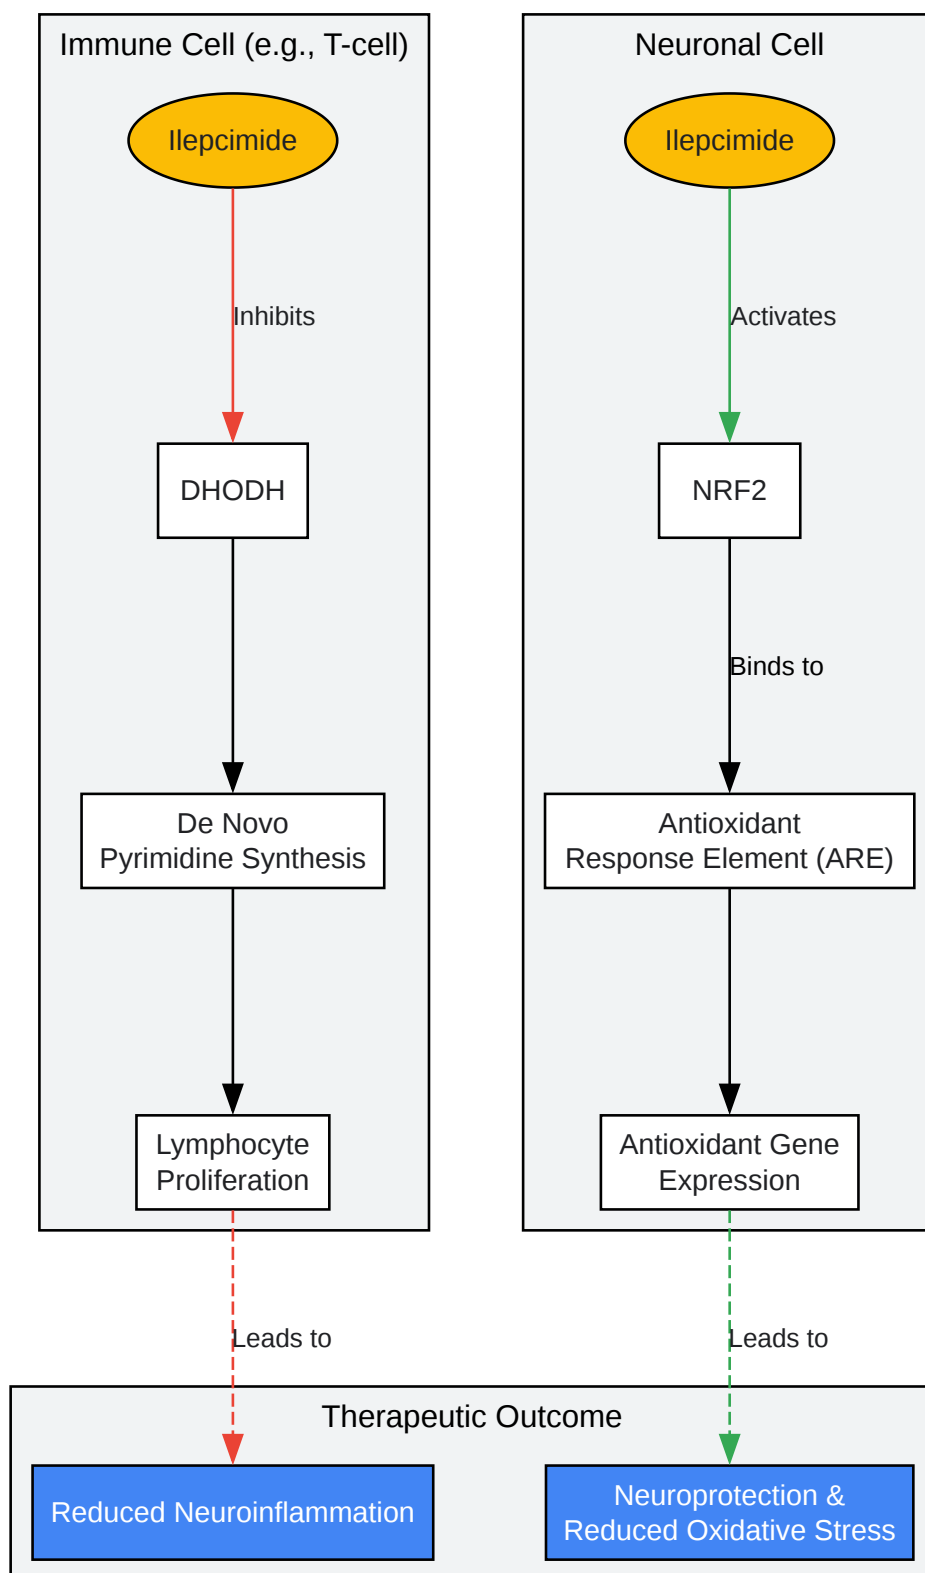 Immune Cell (e.g., T-cell)
Ilepcimide
Inhibits
DHODH
De Novo
Pyrimidine Synthesis
Lymphocyte
Proliferation
Leads to
Neuronal Cell
Ilepcimide
Activates
NRF2
Binds to
Antioxidant
Response Element (ARE)
Antioxidant Gene
Expression
Leads to
Therapeutic Outcome
Reduced Neuroinflammation
Neuroprotection &
Reduced Oxidative Stress